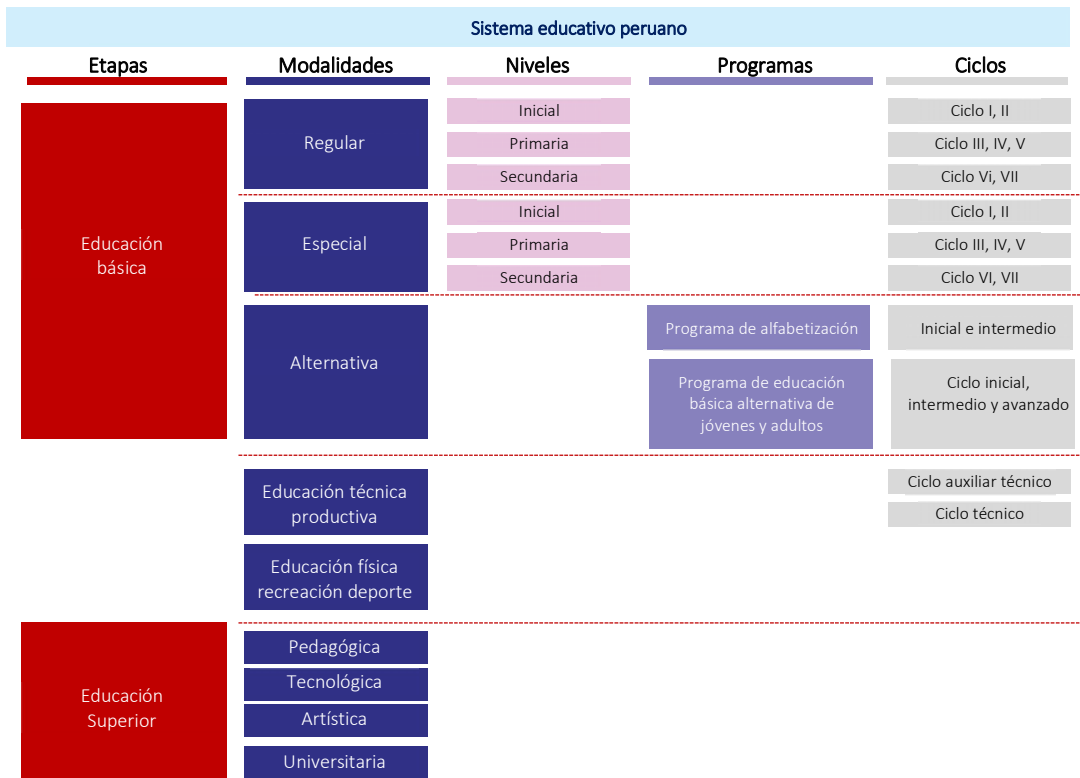 Sistema educativo peruano
Etapas
Modalidades
Niveles
Programas
Ciclos
Educación
básica
Regular
Inicial
Ciclo I, II
Primaria
Ciclo III, IV, V
Secundaria
Ciclo Vi, VII
Especial
Inicial
Ciclo I, II
Primaria
Ciclo III, IV, V
Secundaria
Ciclo VI, VII
Alternativa
Programa de alfabetización
Inicial e intermedio
Programa de educación
básica alternativa de
jóvenes y adultos
Ciclo inicial,
intermedio y avanzado
Educación técnica
productiva
Ciclo auxiliar técnico
Ciclo técnico
Educación física
recreación deporte
Educación
Superior
Pedagógica
Tecnológica
Artística
Universitaria